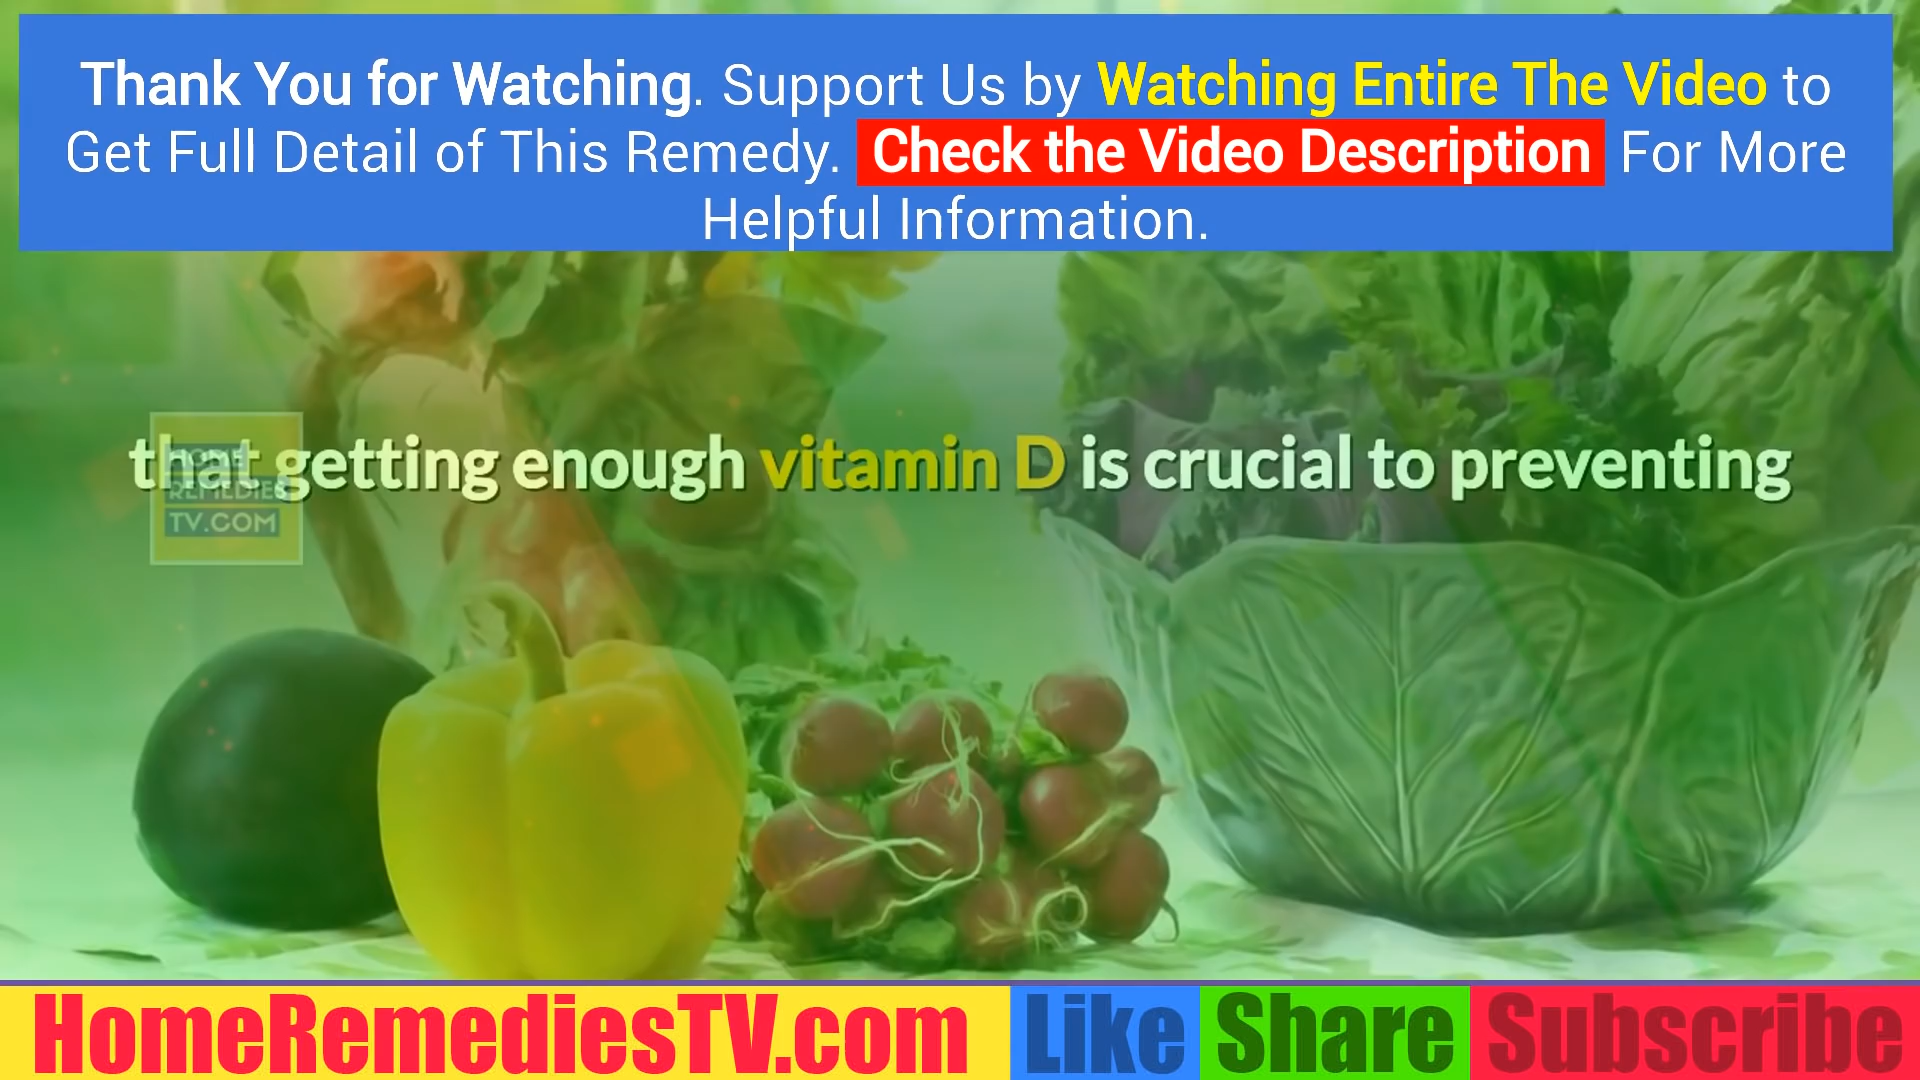 Thank You for Watching. Support Us by Watching Entire The Video to
Get Full Detail of This Remedy. Check the Video Description For More
Helpful Information.
that getting enough vitamin D is crucial to preventing
HOME
REMEDIES
TV.COM
HomeRemediesTV.com Like Share Subscribe